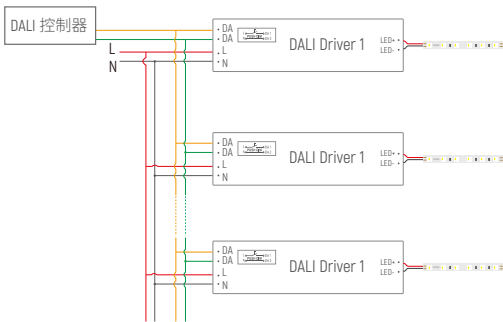 DALI 控制器
L
N
· DA
· DA
· L
· N
DALI Driver 1
LED+ ·
LED- ·
· DA
· DA
· L
· N
DALI Driver 1
LED+ ·
LED- ·
· DA
· DA
· L
· N
DALI Driver 1
LED+ ·
LED- ·